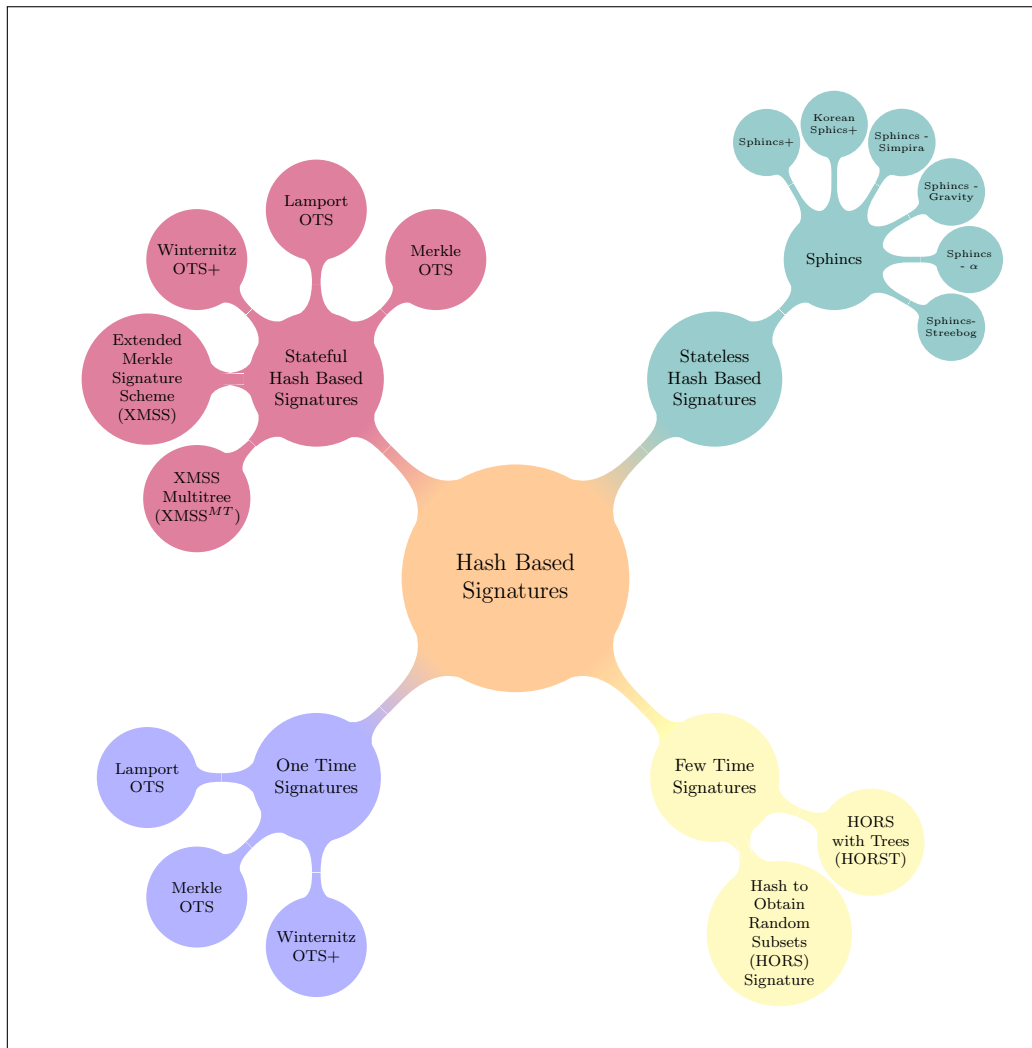 Korean
Sphics+
Sphincs+
Sphincs -
Simpira
Sphincs -
Gravity
Sphincs
- α
Sphincs-
Streebog
Sphincs
Stateless
Hash Based
Signatures
Lamport
OTS
Winternitz
OTS+
Merkle
OTS
Extended
Merkle
Signature
Scheme
(XMSS)
Stateful
Hash Based
Signatures
XMSS
Multitree
(XMSS^{MT})
Hash Based
Signatures
One Time
Signatures
Lamport
OTS
Merkle
OTS
Winternitz
OTS+
Few Time
Signatures
HORS
with Trees
(HORST)
Hash to
Obtain
Random
Subsets
(HORS)
Signature